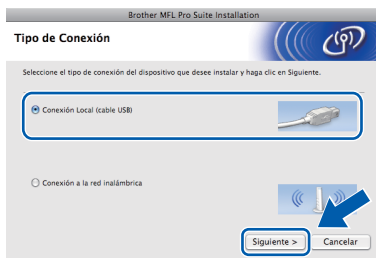 Brother MFL Pro Suite Installation
Tipo de Conexión
Seleccione el tipo de conexión del dispositivo que desee instalar y haga clic en Siguiente.
Conexión Local (cable USB)
Conexión a la red inalámbrica
Siguiente >
Cancelar